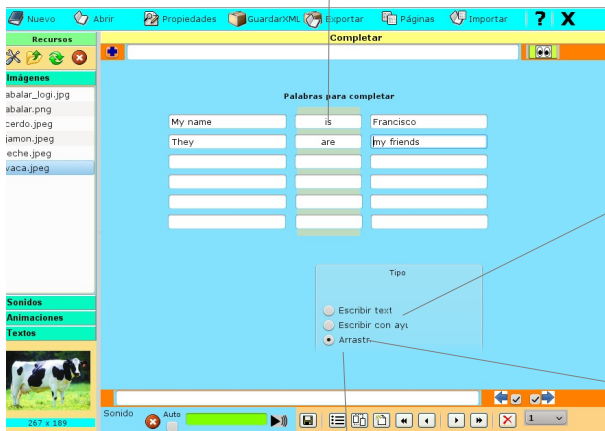 Nuevo Abrir Propiedades GuardarXML Exportar Páginas Importar ? X
Recursos
Completar
Imágenes
abalar_logi.jpg
abalar.png
cerdo.jpeg
jamon.jpeg
leche.jpeg
vaca.jpeg
Palabras para completar
My name is Francisco
They are my friends
Tipo
Escribir text
Escribir con ayu
Arrastr
Sonidos
Animaciones
Textos
267 x 189
Sonido Auto 1